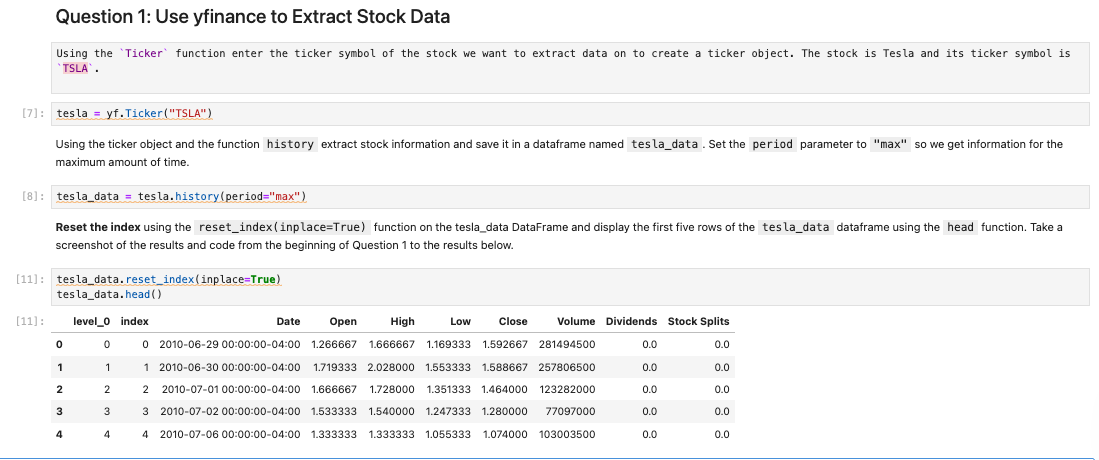 Question 1: Use yfinance to Extract Stock Data
Using the `Ticker` function enter the ticker symbol of the stock we want to extract data on to create a ticker object. The stock is Tesla and its ticker symbol is
`TSLA`.
[7]: tesla = yf.Ticker("TSLA")
Using the ticker object and the function history extract stock information and save it in a dataframe named tesla_data. Set the period parameter to "max" so we get information for the
maximum amount of time.
[8]: tesla_data = tesla.history(period="max")
Reset the index using the reset_index(inplace=True) function on the tesla_data DataFrame and display the first five rows of the tesla_data dataframe using the head function. Take a
screenshot of the results and code from the beginning of Question 1 to the results below.
[11]: tesla_data.reset_index(inplace=True)
tesla_data.head()
[11]: level_0 index Date Open High Low Close Volume Dividends Stock Splits
0 0 0 2010-06-29 00:00:00-04:00 1.266667 1.666667 1.169333 1.592667 281494500 0.0 0.0
1 1 1 2010-06-30 00:00:00-04:00 1.719333 2.028000 1.553333 1.588667 257806500 0.0 0.0
2 2 2 2010-07-01 00:00:00-04:00 1.666667 1.728000 1.351333 1.464000 123282000 0.0 0.0
3 3 3 2010-07-02 00:00:00-04:00 1.533333 1.540000 1.247333 1.280000 77097000 0.0 0.0
4 4 4 2010-07-06 00:00:00-04:00 1.333333 1.333333 1.055333 1.074000 103003500 0.0 0.0